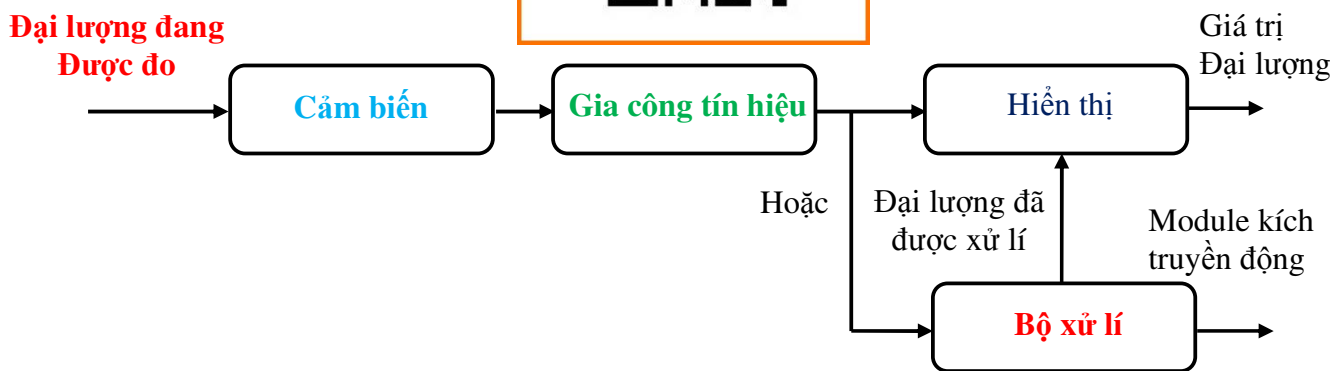 Đại lượng đang
Được đo
Cảm biến
Gia công tín hiệu
Hiển thị
Giá trị
Đại lượng
Hoặc
Đại lượng đã
được xử lí
Module kích
truyền động
Bộ xử lí